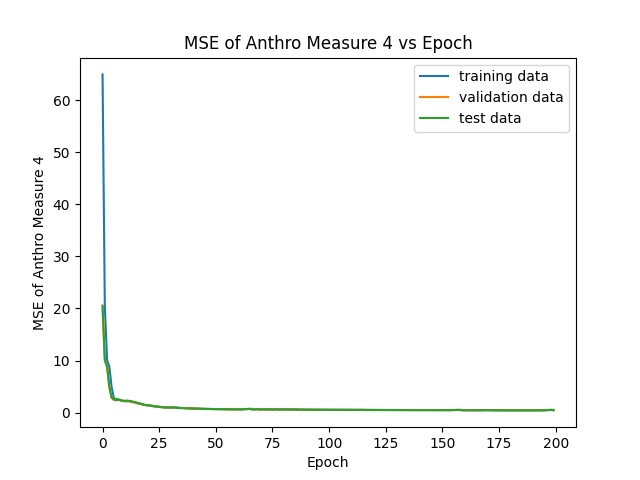 MSE of Anthro Measure 4 vs Epoch
training data
validation data
test data
MSE of Anthro Measure 4
60
50
40
30
20
10
0
0 25 50 75 100 125 150 175 200
Epoch